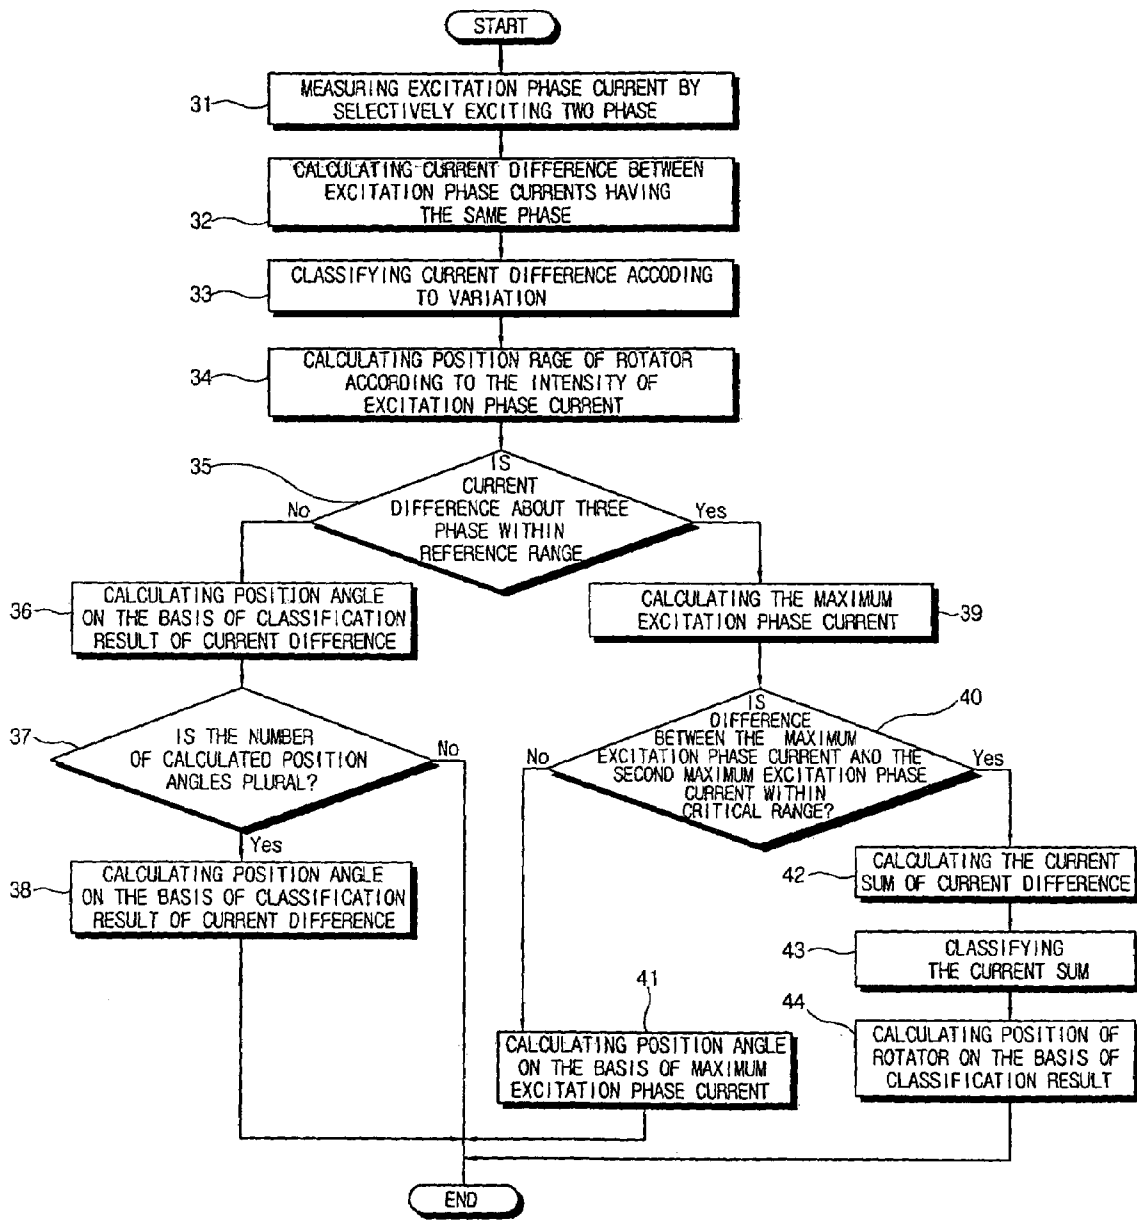 START
31
MEASURING EXCITATION PHASE CURRENT BY
SELECTIVELY EXCITING TWO PHASE
32
CALCULATING CURRENT DIFFERENCE BETWEEN
EXCITATION PHASE CURRENTS HAVING
THE SAME PHASE
33
CLASSIFYING CURRENT DIFFERENCE ACCODING
TO VARIATION
34
CALCULATING POSITION RAGE OF ROTATOR
ACCORDING TO THE INTENSITY OF
EXCITATION PHASE CURRENT
35
IS
CURRENT
DIFFERENCE ABOUT THREE
PHASE WITHIN
REFERENCE RANGE
No
Yes
36
CALCULATING POSITION ANGLE
ON THE BASIS OF CLASSIFICATION
RESULT OF CURRENT DIFFERENCE
37
IS THE NUMBER
OF CALCULATED POSITION
ANGLES PLURAL?
No
Yes
38
CALCULATING POSITION ANGLE
ON THE BASIS OF CLASSIFICATION
RESULT OF CURRENT DIFFERENCE
CALCULATING THE MAXIMUM
EXCITATION PHASE CURRENT
39
40
IS
DIFFERENCE
BETWEEN THE MAXIMUM
EXCITATION PHASE CURRENT AND THE
SECOND MAXIMUM EXCITATION PHASE
CURRENT WITHIN
CRITICAL RANGE?
No
Yes
41
CALCULATING POSITION ANGLE
ON THE BASIS OF MAXIMUM
EXCITATION PHASE CURRENT
42
CALCULATING THE CURRENT
SUM OF CURRENT DIFFERENCE
43
CLASSIFYING
THE CURRENT SUM
44
CALCULATING POSITION OF
ROTATOR ON THE BASIS OF
CLASSIFICATION RESULT
END